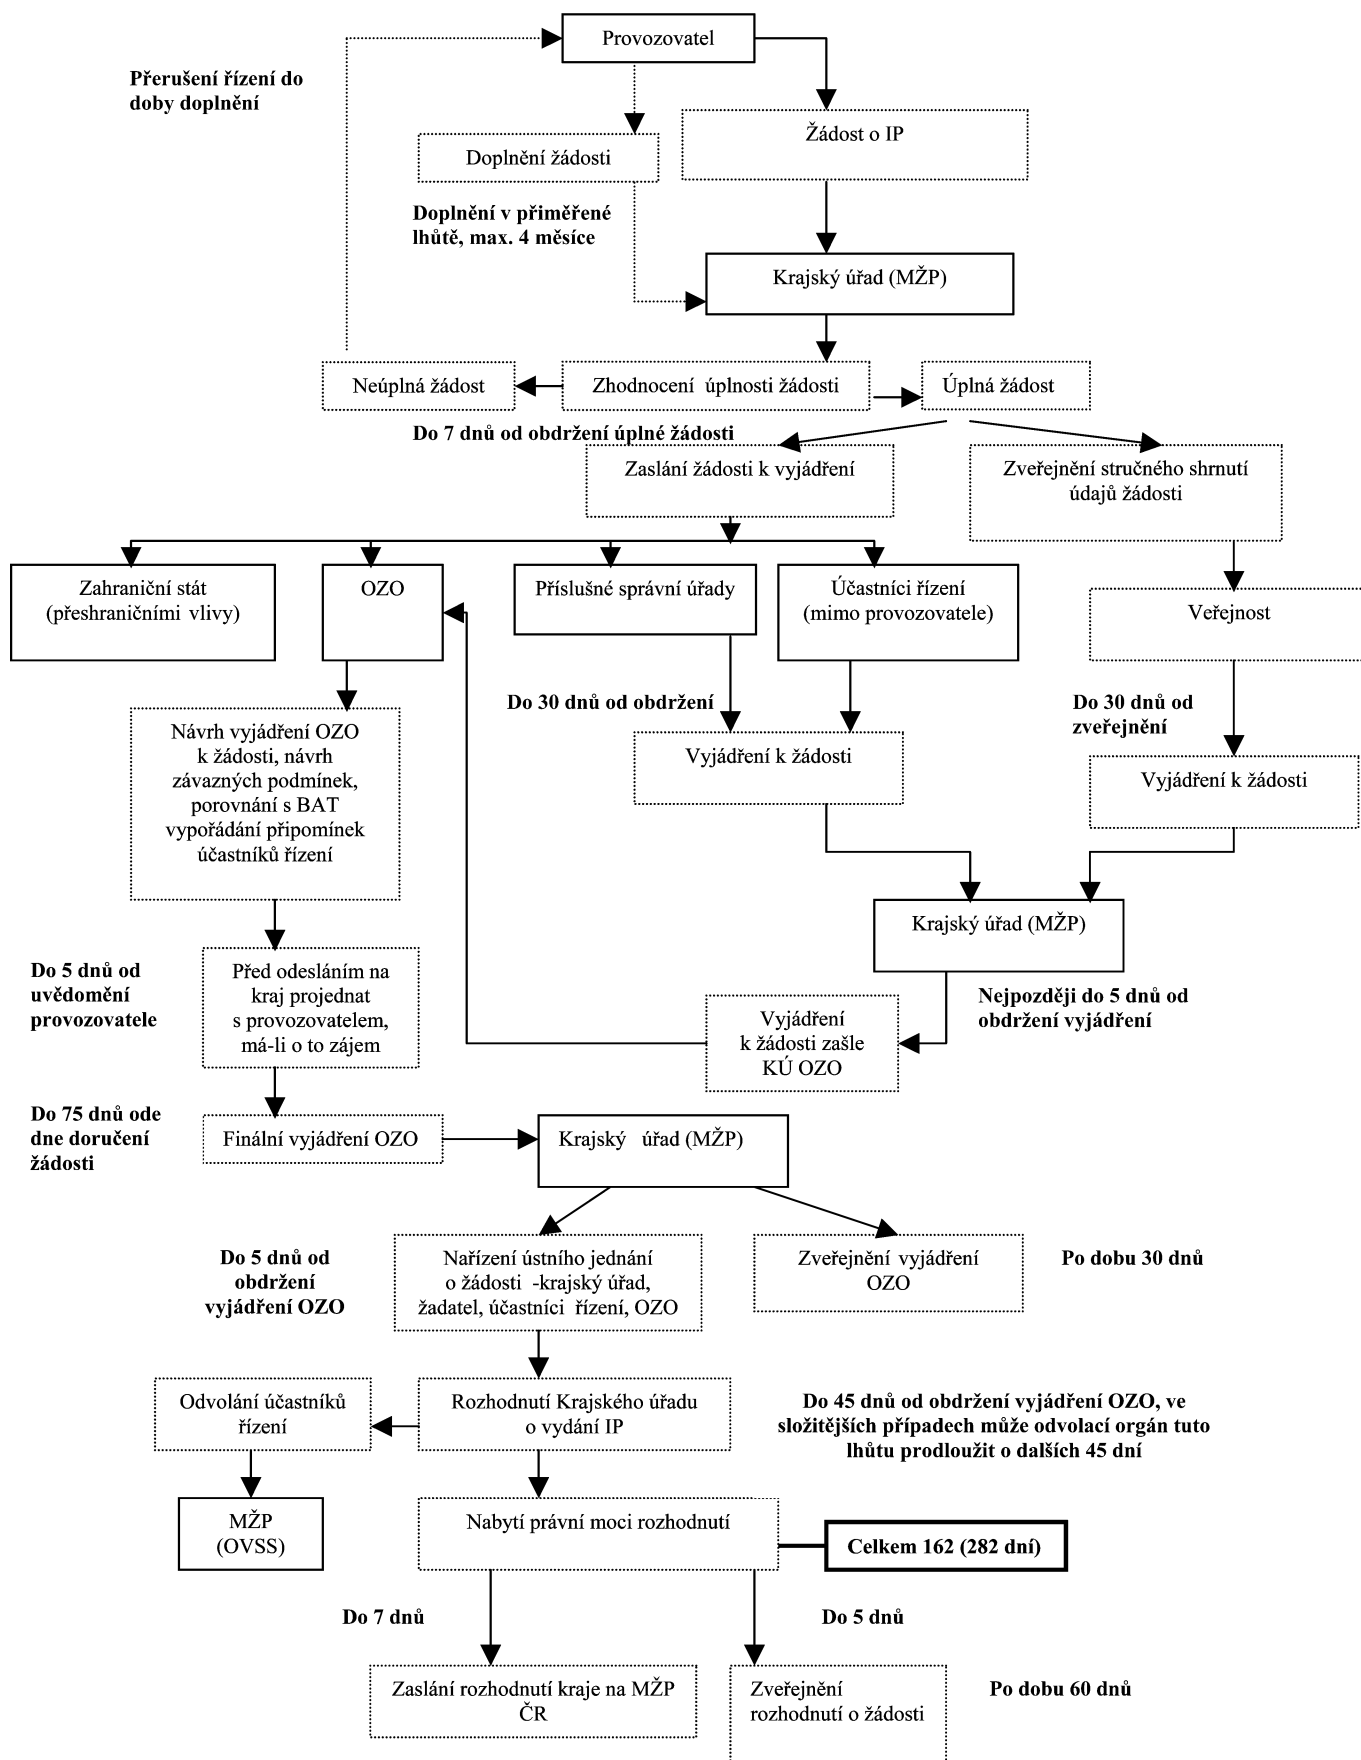 Provozovatel
Přerušení řízení do
doby doplnění
Žádost o IP
Doplnění žádosti
Doplnění v přiměřené
lhůtě, max. 4 měsíce
Krajský úřad (MŽP)
Neúplná žádost
Zhodnocení úplnosti žádosti
Úplná žádost
Do 7 dnů od obdržení úplné žádosti
Zaslání žádosti k vyjádření
Zveřejnění stručného shrnutí
údajů žádosti
Zahraniční stát
(přeshraničními vlivy)
OZO
Příslušné správní úřady
Účastníci řízení
(mimo provozovatele)
Veřejnost
Do 30 dnů od obdržení
Do 30 dnů od
zveřejnění
Návrh vyjádření OZO
k žádosti, návrh
závazných podmínek,
porovnání s BAT
vypořádání připomínek
účastníků řízení
Vyjádření k žádosti
Vyjádření k žádosti
Krajský úřad (MŽP)
Do 5 dnů od
uvědomění
provozovatele
Před odesláním na
kraj projednat
s provozovatelem,
má-li o to zájem
Vyjádření
k žádosti zašle
KÚ OZO
Nejpozději do 5 dnů od
obdržení vyjádření
Do 75 dnů ode
dne doručení
žádosti
Finální vyjádření OZO
Krajský úřad (MŽP)
Do 5 dnů od
obdržení
vyjádření OZO
Nařízení ústního jednání
o žádosti -krajský úřad,
žadatel, účastníci řízení, OZO
Zveřejnění vyjádření
OZO
Po dobu 30 dnů
Odvolání účastníků
řízení
Rozhodnutí Krajského úřadu
o vydání IP
Do 45 dnů od obdržení vyjádření OZO, ve
složitějších případech může odvolací orgán tuto
lhůtu prodloužit o dalších 45 dní
MŽP
(OVSS)
Nabytí právní moci rozhodnutí
Celkem 162 (282 dní)
Do 7 dnů
Do 5 dnů
Zaslání rozhodnutí kraje na MŽP
ČR
Zveřejnění
rozhodnutí o žádosti
Po dobu 60 dnů